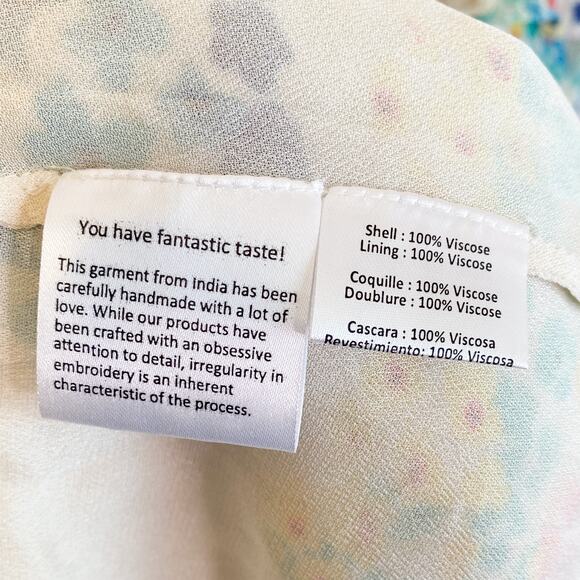 You have fantastic taste!
This garment from India has been
carefully handmade with a lot of
love. While our products have
been crafted with an obsessive
attention to detail, irregularity in
embroidery is an inherent
characteristic of the process.
Shell : 100% Viscose
Lining : 100% Viscose
Coquille : 100% Viscose
Doublure : 100% Viscose
Cascara : 100% Viscosa
Revestimiento: 100% Viscosa